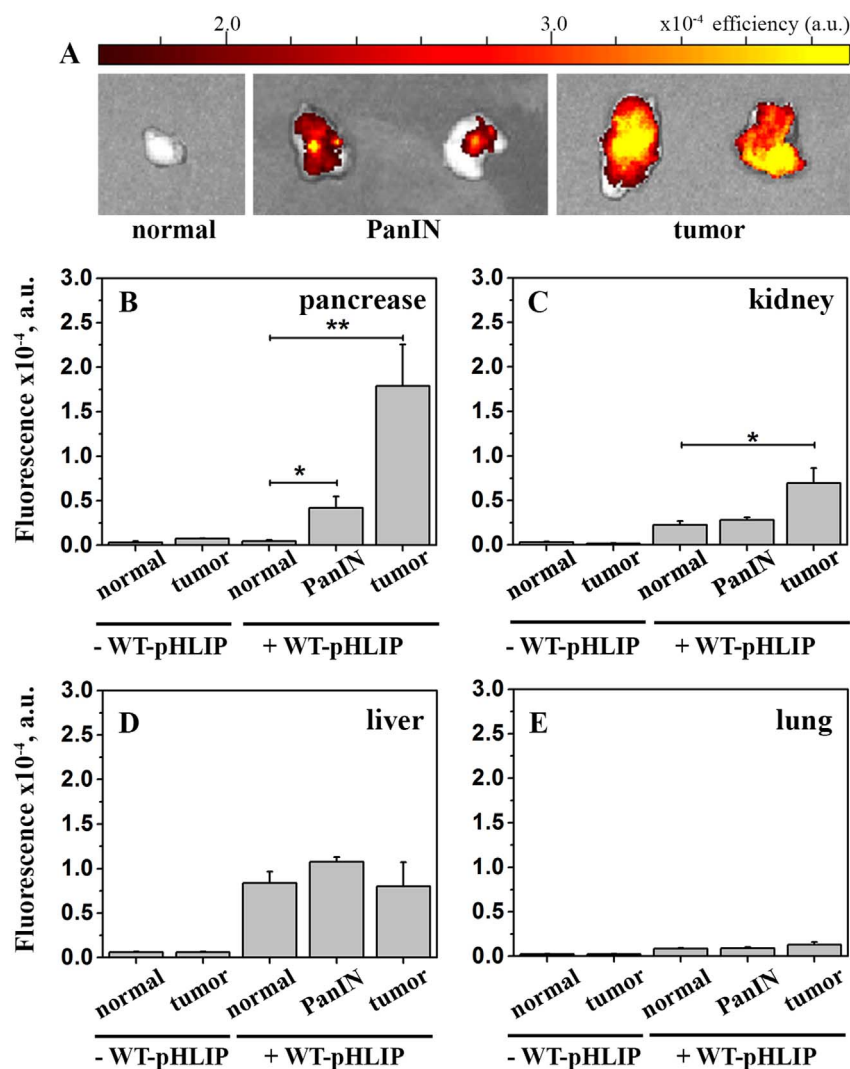 2.0 3.0 x10⁻⁴ efficiency (a.u.)
A
normal PanIN tumor
Fluorescence x10⁻⁴, a.u.
3.0
2.5
2.0
1.5
1.0
0.5
0.0
B pancrease
**
*
normal tumor normal PanIN tumor
- WT-pHLIP + WT-pHLIP
3.0
2.5
2.0
1.5
1.0
0.5
0.0
C kidney
*
normal tumor normal PanIN tumor
- WT-pHLIP + WT-pHLIP
Fluorescence x10⁻⁴, a.u.
3.0
2.5
2.0
1.5
1.0
0.5
0.0
D liver
normal tumor normal PanIN tumor
- WT-pHLIP + WT-pHLIP
3.0
2.5
2.0
1.5
1.0
0.5
0.0
E lung
normal tumor normal PanIN tumor
- WT-pHLIP + WT-pHLIP